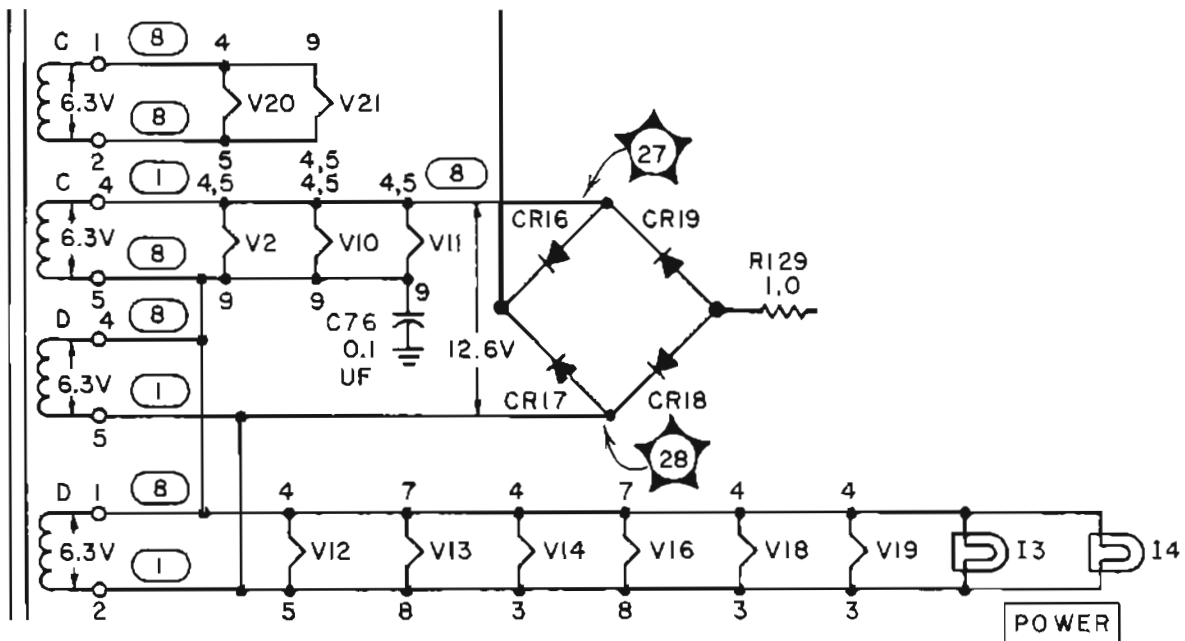 C 1 8 4 9
6.3V V20 V21
8
2 5 4,5
C 4 1 4,5 4,5 4,5 8
27
CR16 CR19
6.3V V2 V10 V11
8
R129
1.0
5 9 9 9
D 4 8
C76
0.1
UF
12.6V
6.3V
1
CR17 CR18
5
28
D 1 8 4 7 4 7 4 4
6.3V V12 V13 V14 V16 V18 V19 I3 I4
1
2 5 8 3 8 3 3
POWER